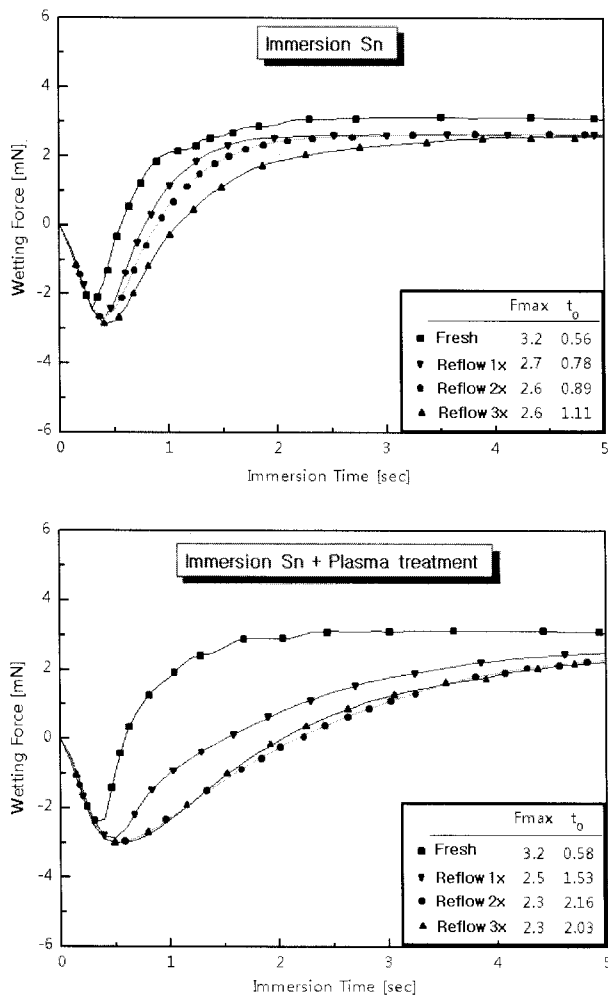 Immersion Sn
6
4
2
0
-2
-4
-6
Wetting Force [mN]
Fmax t0
Fresh 3.2 0.56
Reflow 1x 2.7 0.78
Reflow 2x 2.6 0.89
Reflow 3x 2.6 1.11
0 1 2 3 4 5
Immersion Time [sec]
Immersion Sn + Plasma treatment
6
4
2
0
-2
-4
-6
Wetting Force [mN]
Fmax t0
Fresh 3.2 0.58
Reflow 1x 2.5 1.53
Reflow 2x 2.3 2.16
Reflow 3x 2.3 2.03
0 1 2 3 4 5
Immersion Time [sec]